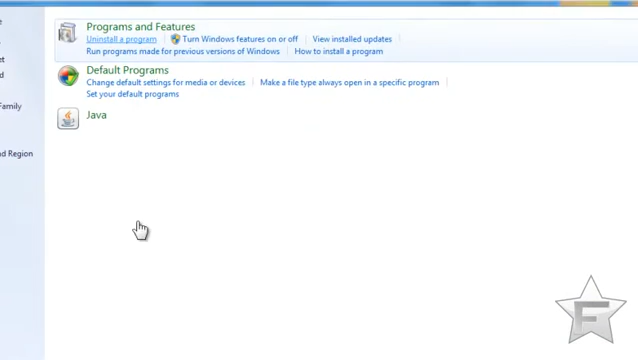 Programs and Features
Uninstall a program
Turn Windows features on or off
View installed updates
Run programs made for previous versions of Windows
How to install a program
Default Programs
Change default settings for media or devices
Make a file type always open in a specific program
Set your default programs
Java
Family
nd Region
F